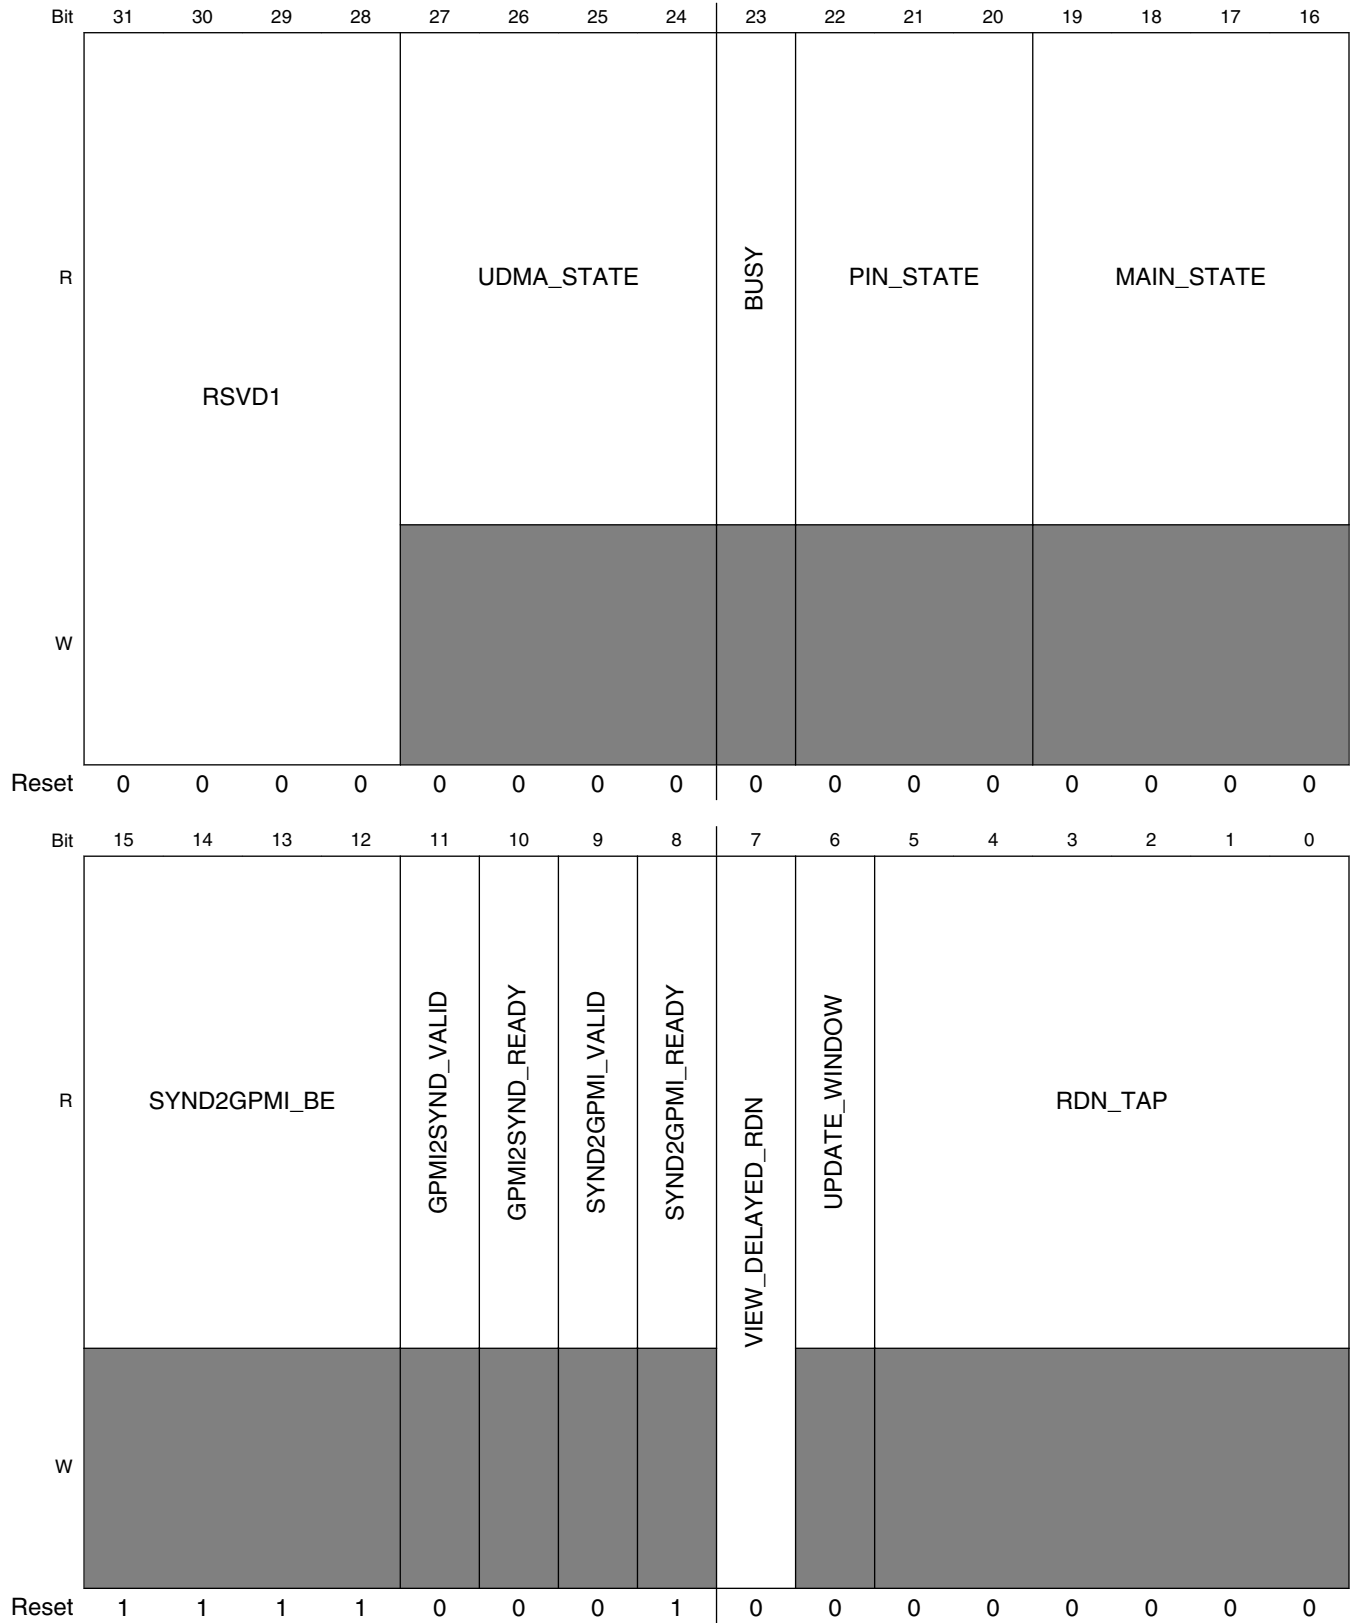 Bit 31 30 29 28 27 26 25 24 23 22 21 20 19 18 17 16
R RSVD1 UDMA_STATE BUSY PIN_STATE MAIN_STATE
W
Reset 0 0 0 0 0 0 0 0 0 0 0 0 0 0 0 0
Bit 15 14 13 12 11 10 9 8 7 6 5 4 3 2 1 0
R SYND2GPMI_BE GPMI2SYND_VALID GPMI2SYND_READY SYND2GPMI_VALID SYND2GPMI_READY VIEW_DELAYED_RDN UPDATE_WINDOW RDN_TAP
W
Reset 1 1 1 1 0 0 0 1 0 0 0 0 0 0 0 0